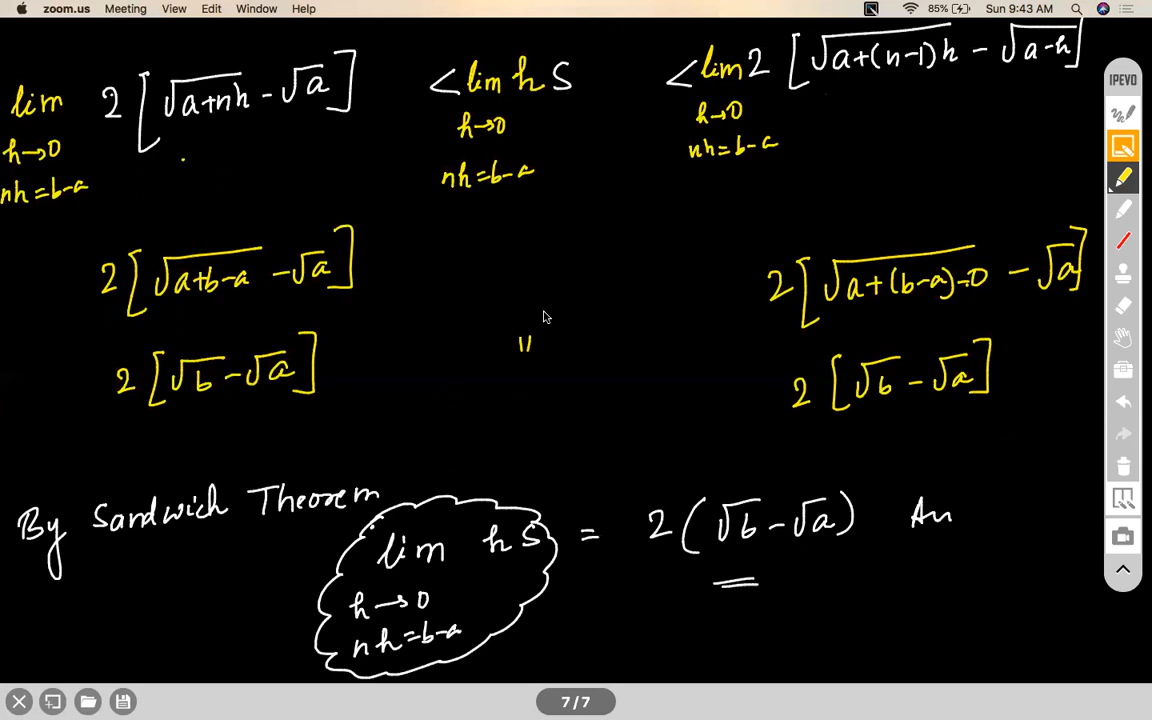 zoom.us Meeting View Edit Window Help 85% Sun 9:43 AM
lim 2 [√a+nh - √a] < lim h S < lim 2 [√a+(n-1)h - √a-h]
h→0 h→0 h→0
nh=b-a nh=b-a nh=b-a
IPEVO
2[√a+b-a - √a] 2[√a+(b-a)-0 - √a]
2[√b-√a] " 2[√b-√a]
By Sandwich Theorem
lim h S = 2(√b-√a) An
h→0
nh=b-a
7/7